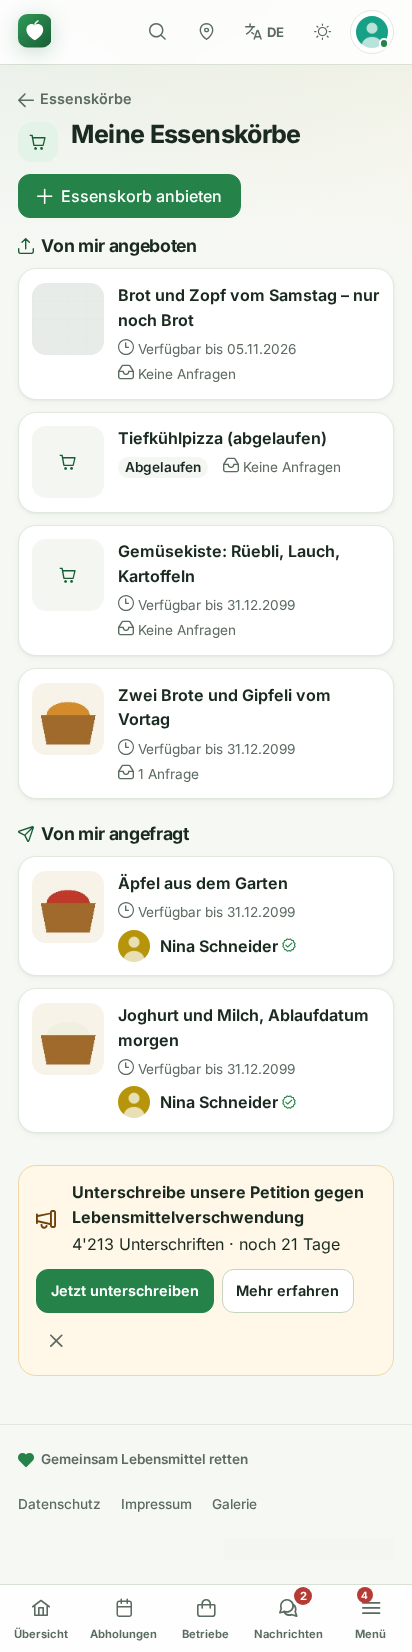 DE
Essenskörbe
Meine Essenskörbe
Essenskorb anbieten
Von mir angeboten
Brot und Zopf vom Samstag – nur
noch Brot
Verfügbar bis 05.11.2026
Keine Anfragen
Tiefkühlpizza (abgelaufen)
Abgelaufen Keine Anfragen
Gemüsekiste: Rüebli, Lauch,
Kartoffeln
Verfügbar bis 31.12.2099
Keine Anfragen
Zwei Brote und Gipfeli vom
Vortag
Verfügbar bis 31.12.2099
1 Anfrage
Von mir angefragt
Äpfel aus dem Garten
Verfügbar bis 31.12.2099
Nina Schneider
Joghurt und Milch, Ablaufdatum
morgen
Verfügbar bis 31.12.2099
Nina Schneider
Unterschreibe unsere Petition gegen
Lebensmittelverschwendung
4'213 Unterschriften · noch 21 Tage
Jetzt unterschreiben Mehr erfahren
Gemeinsam Lebensmittel retten
Datenschutz Impressum Galerie
2 4
Übersicht Abholungen Betriebe Nachrichten Menü